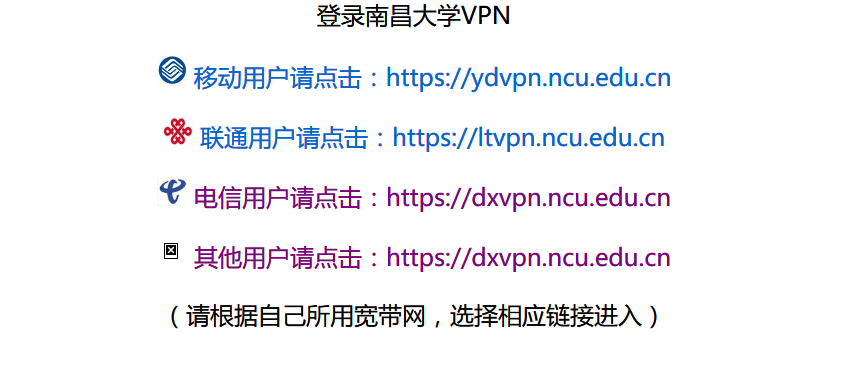 登录南昌大学VPN
移动用户请点击：https://ydvpn.ncu.edu.cn
联通用户请点击：https://ltvpn.ncu.edu.cn
电信用户请点击：https://dxvpn.ncu.edu.cn
其他用户请点击：https://dxvpn.ncu.edu.cn
（请根据自己所用宽带网，选择相应链接进入）